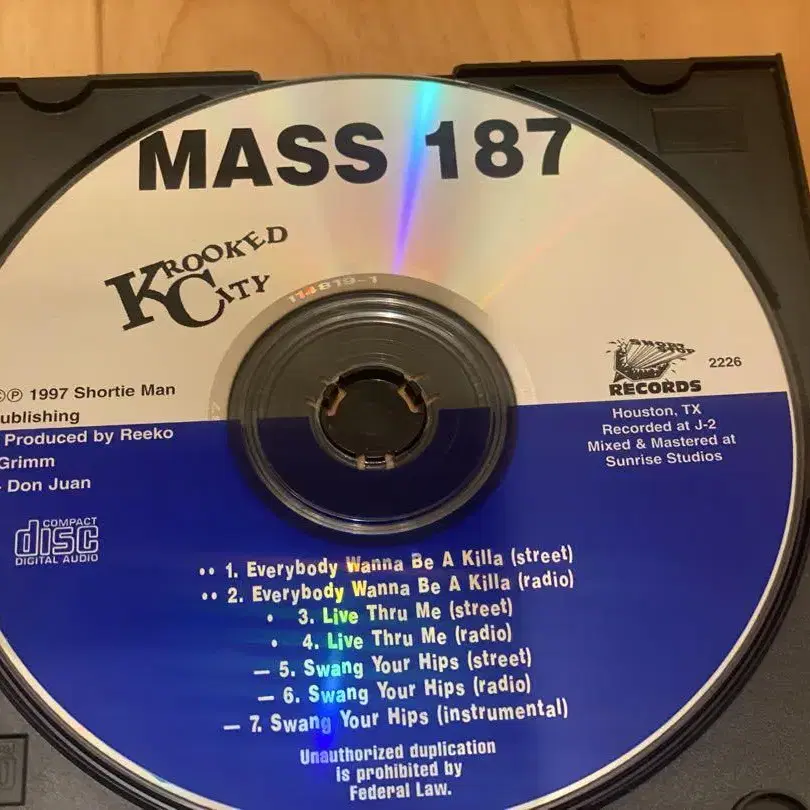 MASS 187
KROOKED
CITY
114819-1
©℗ 1997 Shortie Man
ublishing
Produced by Reeko
Grimm
- Don Juan
COMPACT
disc
DIGITAL AUDIO
RECORDS
2226
Houston, TX
Recorded at J-2
Mixed & Mastered at
Sunrise Studios
•• 1. Everybody Wanna Be A Killa (street)
•• 2. Everybody Wanna Be A Killa (radio)
• 3. Live Thru Me (street)
• 4. Live Thru Me (radio)
– 5. Swang Your Hips (street)
– 6. Swang Your Hips (radio)
– 7. Swang Your Hips (instrumental)
Unauthorized duplication
is prohibited by
Federal Law.